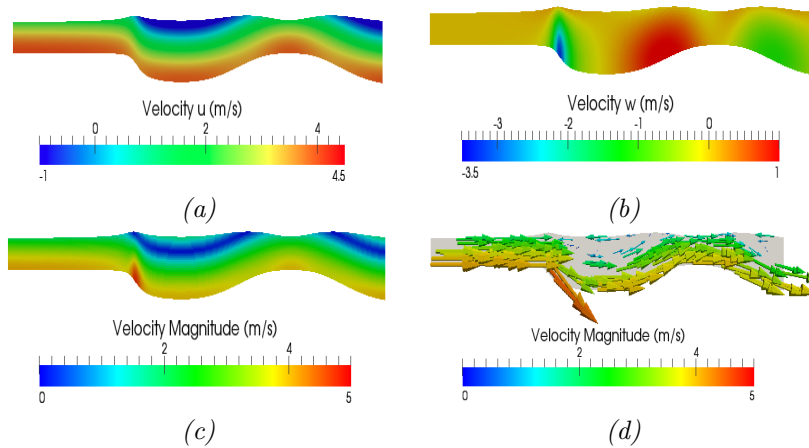 Velocity u (m/s)
0 2 4
-1 4.5
(a)
Velocity w (m/s)
-3 -2 -1 0
-3.5 1
(b)
Velocity Magnitude (m/s)
2 4
0 5
(c)
Velocity Magnitude (m/s)
2 4
0 5
(d)